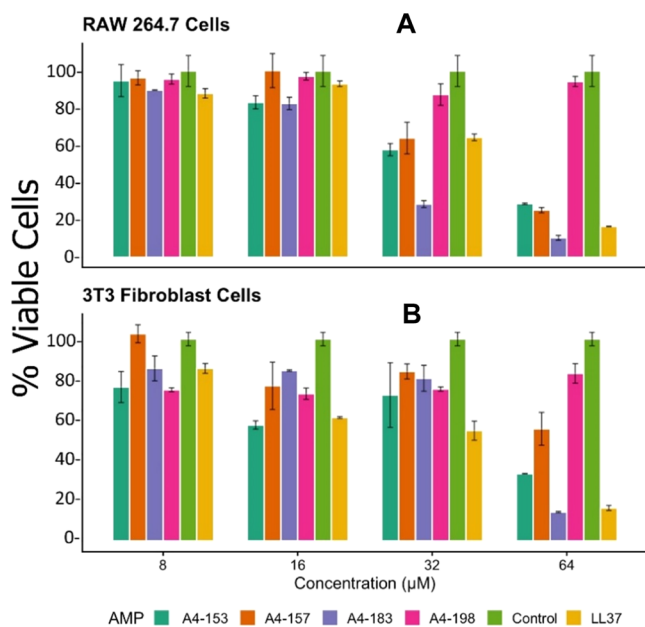 RAW 264.7 Cells A
100-
80-
60-
40-
20-
0-
% Viable Cells
3T3 Fibroblast Cells B
100-
80-
60-
40-
20-
0-
8 16 32 64
Concentration (μM)
AMP A4-153 A4-157 A4-183 A4-198 Control LL37